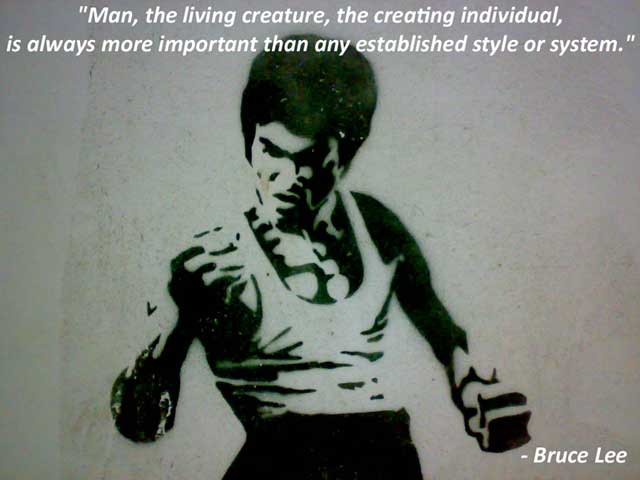 "Man, the living creature, the creating individual,
is always more important than any established style or system."
- Bruce Lee